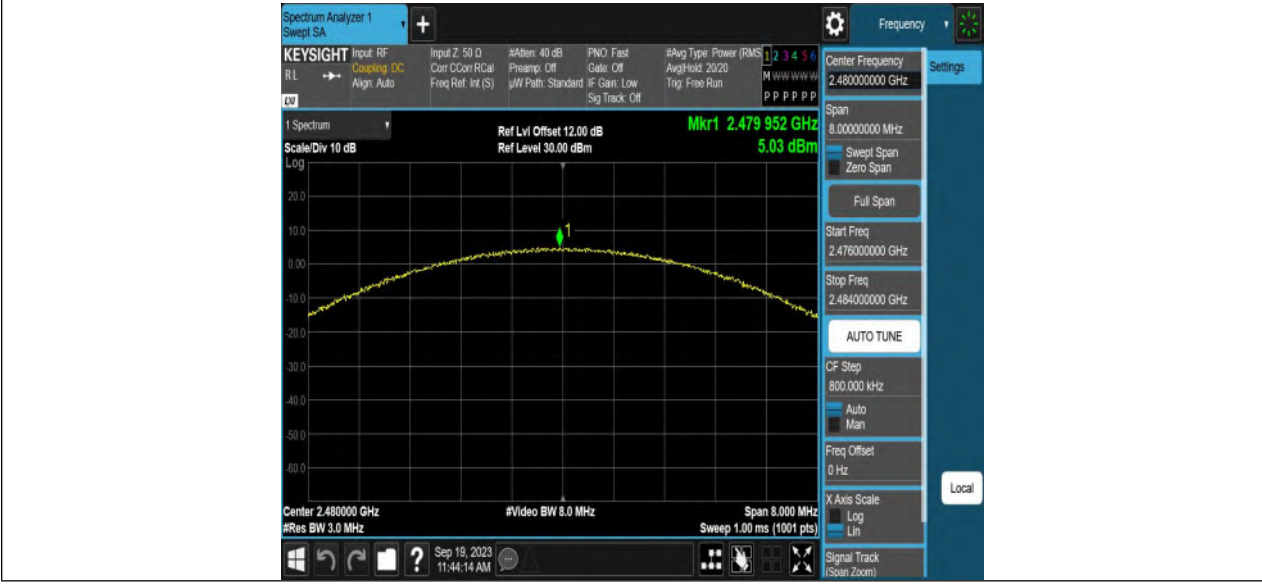 Spectrum Analyzer 1
Swept SA
Frequency
KEYSIGHT Input: RF
RL
Coupling: DC
Align: Auto
LXI
Input Z: 50 Ω
Corr CCorr RCal
Freq Ref: Int (S)
#Atten: 40 dB
Preamp: Off
µW Path: Standard
PNO: Fast
Gate: Off
IF Gain: Low
Sig Track: Off
#Avg Type: Power (RMS
Avg|Hold: 20/20
Trig: Free Run
1 2 3 4 5 6
M W W W W W
P P P P P P
Center Frequency
2.480000000 GHz
Settings
1 Spectrum
Scale/Div 10 dB
Ref Lvl Offset 12.00 dB
Ref Level 30.00 dBm
Mkr1 2.479 952 GHz
5.03 dBm
Span
8.00000000 MHz
Swept Span
Zero Span
Full Span
Log
20.0
10.0
0.00
-10.0
-20.0
-30.0
-40.0
-50.0
-60.0
1
Start Freq
2.476000000 GHz
Stop Freq
2.484000000 GHz
AUTO TUNE
CF Step
800.000 kHz
Auto
Man
Freq Offset
0 Hz
X Axis Scale
Log
Lin
Local
Center 2.480000 GHz
#Res BW 3.0 MHz
#Video BW 8.0 MHz
Span 8.000 MHz
Sweep 1.00 ms (1001 pts)
Sep 19, 2023
11:44:14 AM
Signal Track
(Span Zoom)